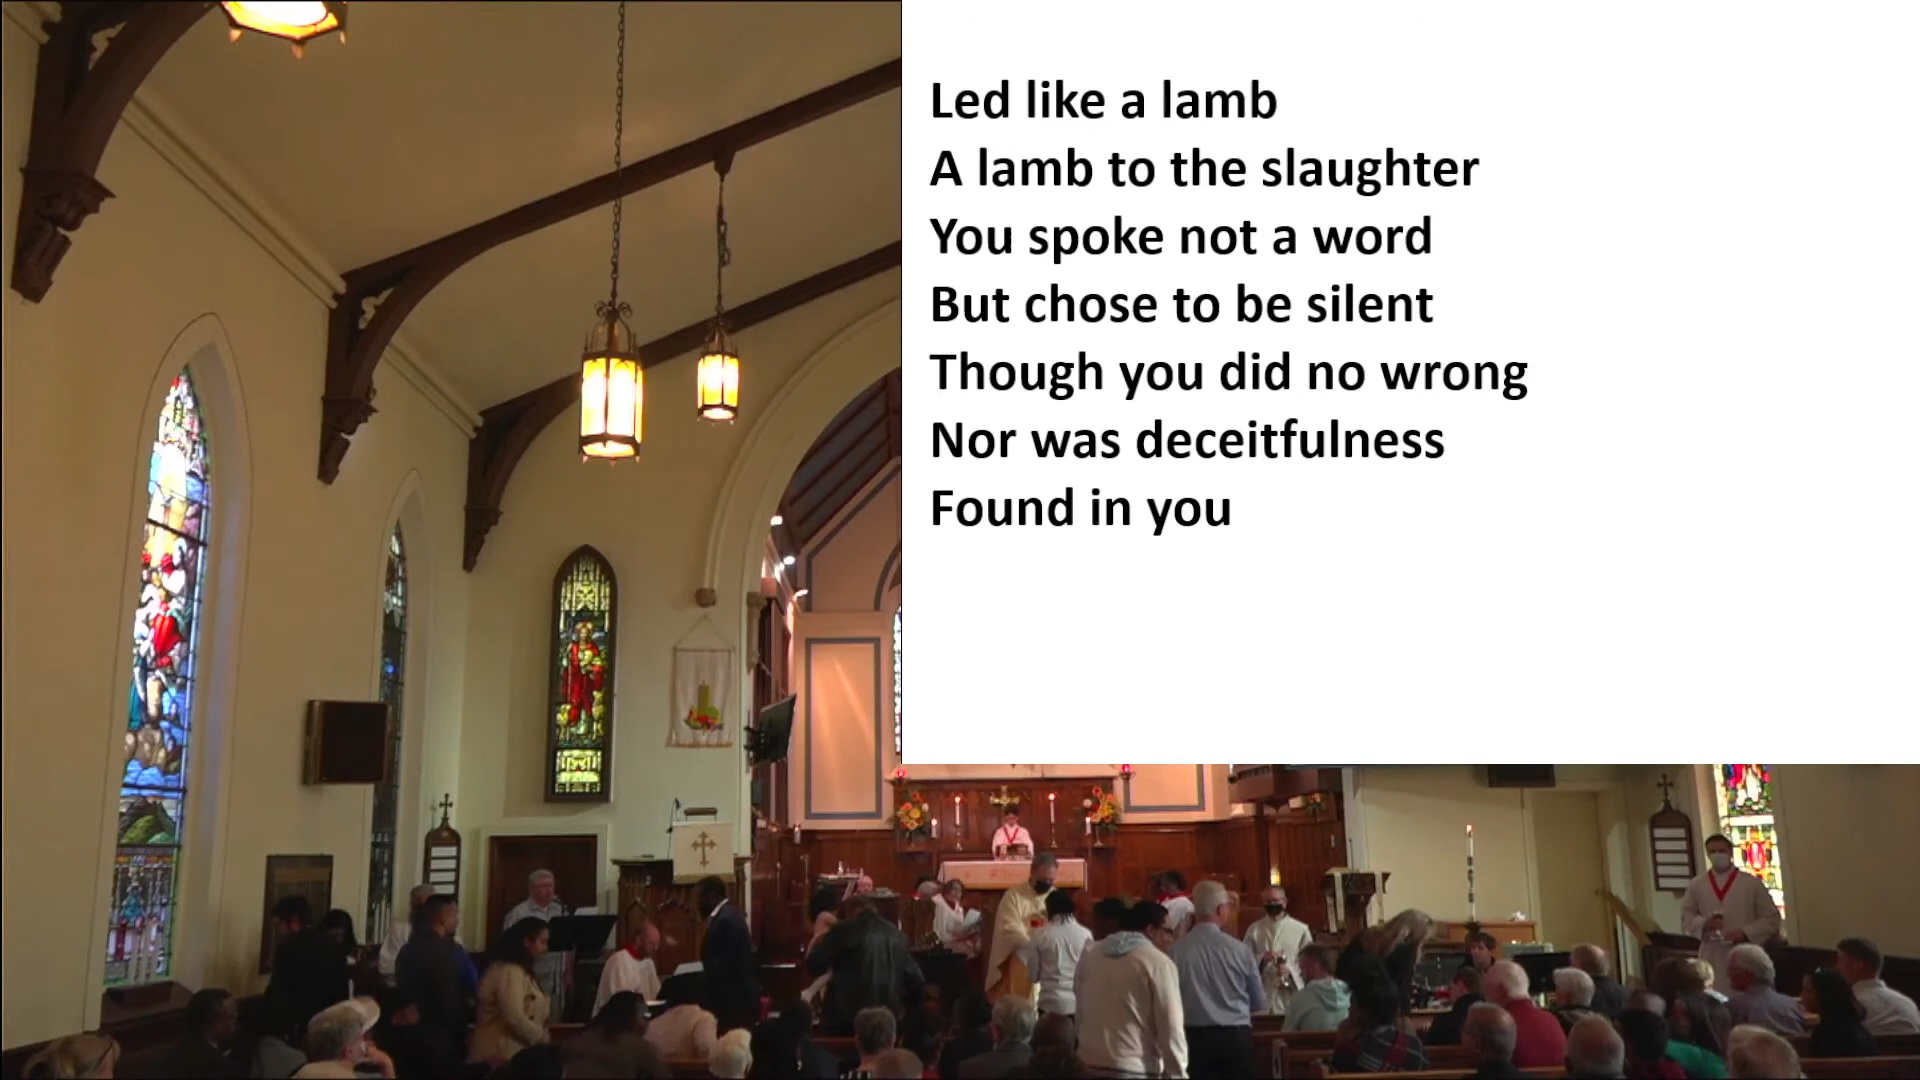 Led like a lamb
A lamb to the slaughter
You spoke not a word
But chose to be silent
Though you did no wrong
Nor was deceitfulness
Found in you